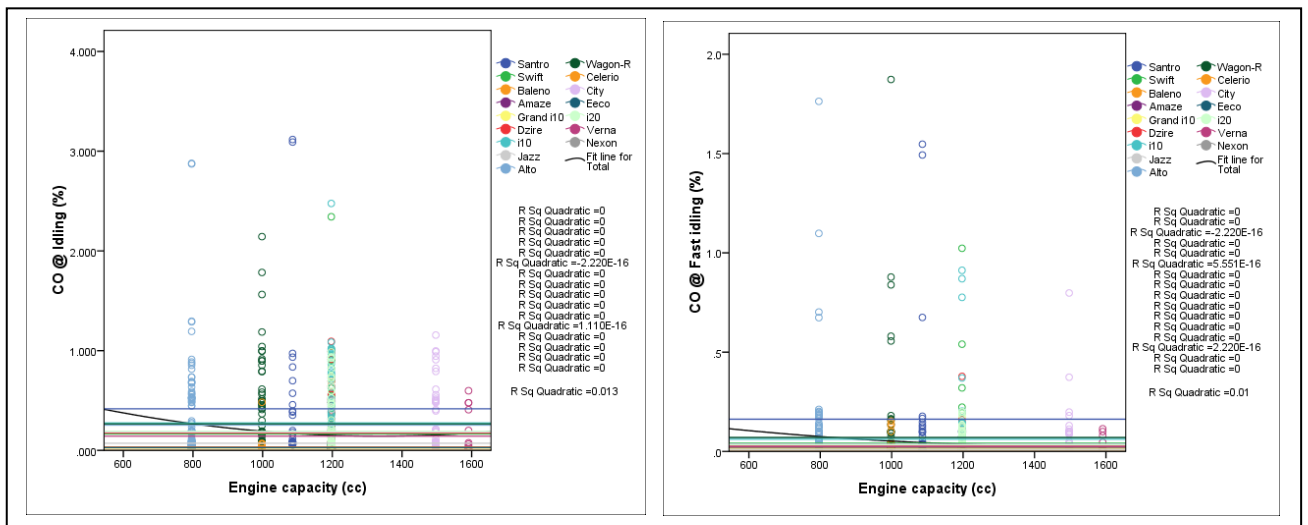 4.000
3.000
2.000
1.000
.000
CO @ Idling (%)
600 800 1000 1200 1400 1600
Engine capacity (cc)
Santro Wagon-R
Swift Celerio
Baleno City
Amaze Eeco
Grand i10 i20
Dzire Verna
i10 Nexon
Jazz Fit line for
Alto Total
R Sq Quadratic =0
R Sq Quadratic =0
R Sq Quadratic =0
R Sq Quadratic =0
R Sq Quadratic =0
R Sq Quadratic =-2.220E-16
R Sq Quadratic =0
R Sq Quadratic =0
R Sq Quadratic =0
R Sq Quadratic =0
R Sq Quadratic =0
R Sq Quadratic =1.110E-16
R Sq Quadratic =0
R Sq Quadratic =0
R Sq Quadratic =0
R Sq Quadratic =0
R Sq Quadratic =0.013
2.0
1.5
1.0
.5
.0
CO @ Fast idling (%)
600 800 1000 1200 1400 1600
Engine capacity (cc)
Santro Wagon-R
Swift Celerio
Baleno City
Amaze Eeco
Grand i10 i20
Dzire Verna
i10 Nexon
Jazz Fit line for
Alto Total
R Sq Quadratic =0
R Sq Quadratic =0
R Sq Quadratic =-2.220E-16
R Sq Quadratic =0
R Sq Quadratic =0
R Sq Quadratic =5.551E-16
R Sq Quadratic =0
R Sq Quadratic =0
R Sq Quadratic =0
R Sq Quadratic =0
R Sq Quadratic =0
R Sq Quadratic =0
R Sq Quadratic =0
R Sq Quadratic =2.220E-16
R Sq Quadratic =0
R Sq Quadratic =0
R Sq Quadratic =0.01